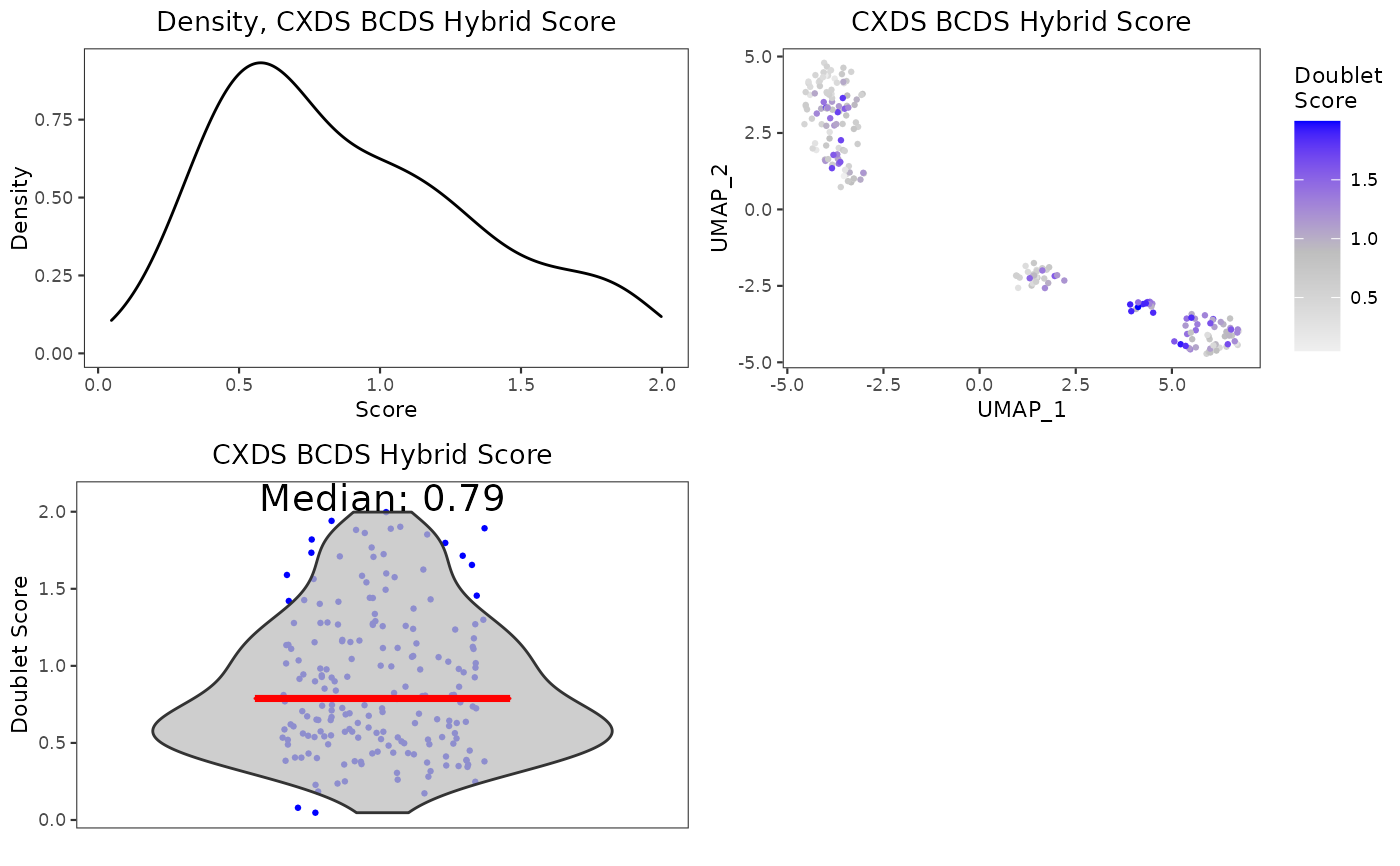 Density, CXDS BCDS Hybrid Score
Density
0.75
0.50
0.25
0.00
0.0 0.5 1.0 1.5 2.0
Score
CXDS BCDS Hybrid Score
UMAP_2
5.0
2.5
0.0
-2.5
-5.0
-5.0 -2.5 0.0 2.5 5.0
UMAP_1
Doublet
Score
1.5
1.0
0.5
CXDS BCDS Hybrid Score
Median: 0.79
Doublet Score
2.0
1.5
1.0
0.5
0.0